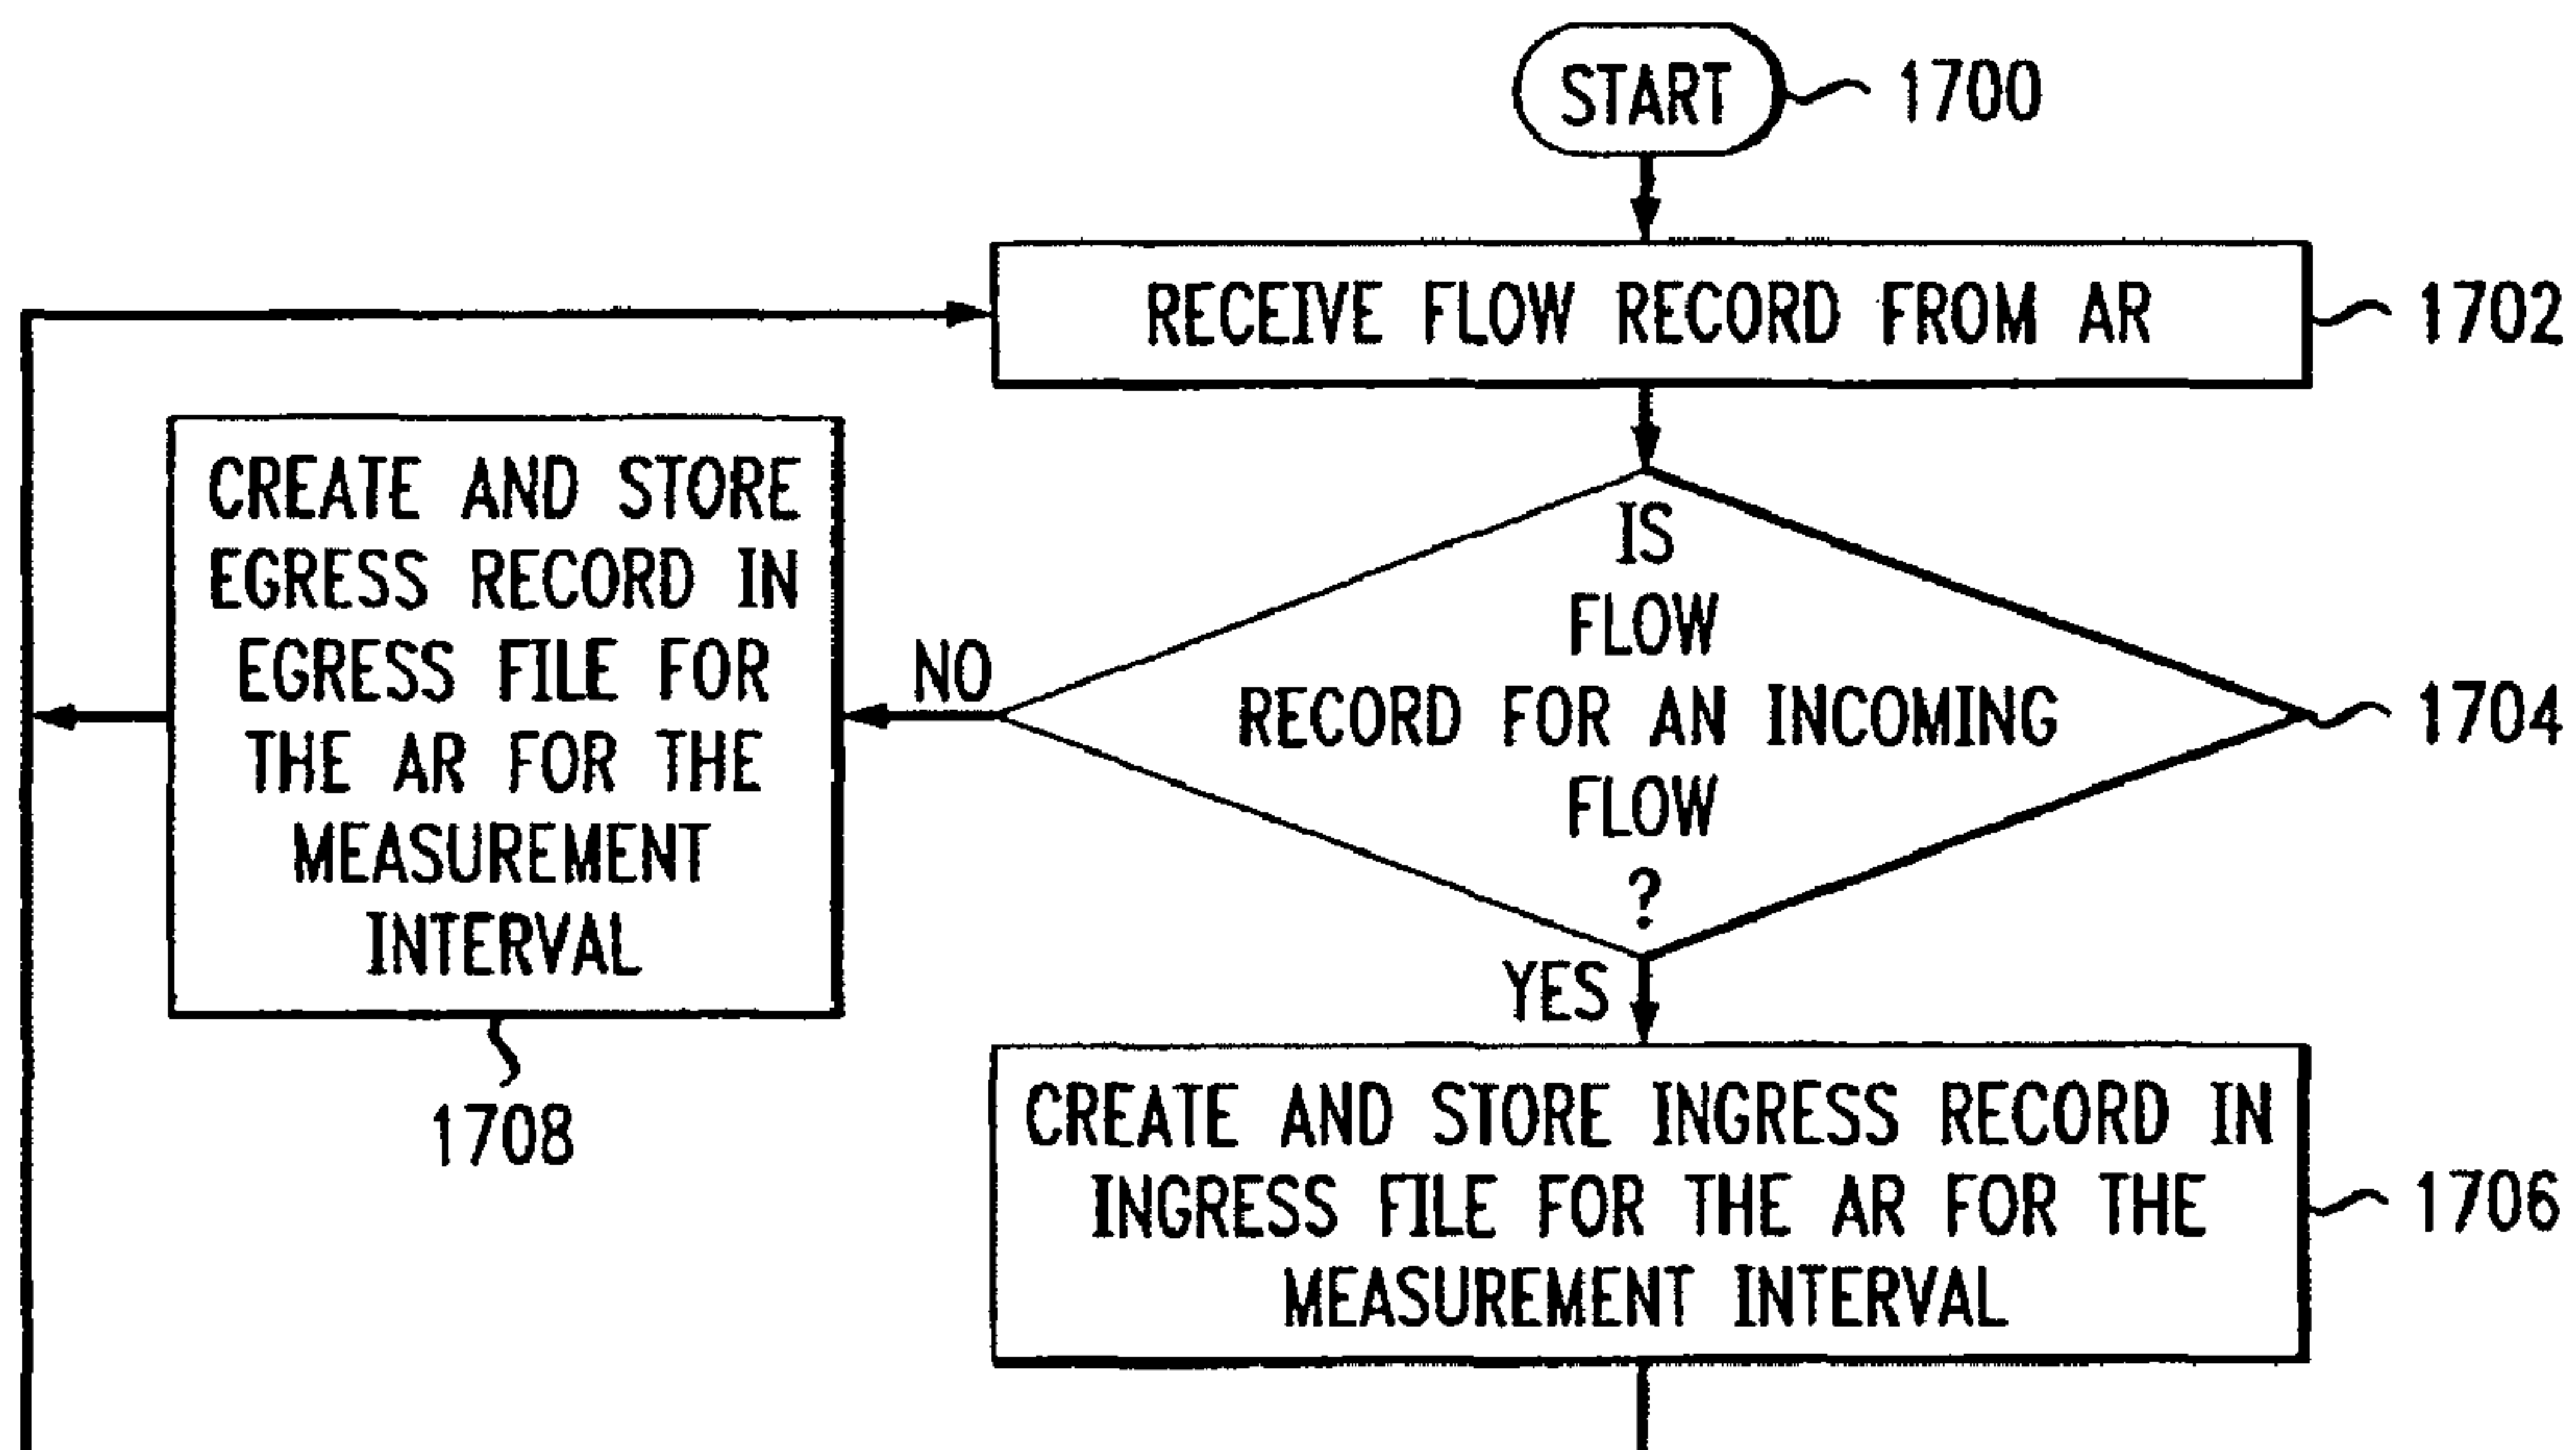 START
1700
RECEIVE FLOW RECORD FROM AR
1702
IS
FLOW
RECORD FOR AN INCOMING
FLOW
?
1704
NO
CREATE AND STORE
EGRESS RECORD IN
EGRESS FILE FOR
THE AR FOR THE
MEASUREMENT
INTERVAL
1708
YES
CREATE AND STORE INGRESS RECORD IN
INGRESS FILE FOR THE AR FOR THE
MEASUREMENT INTERVAL
1706